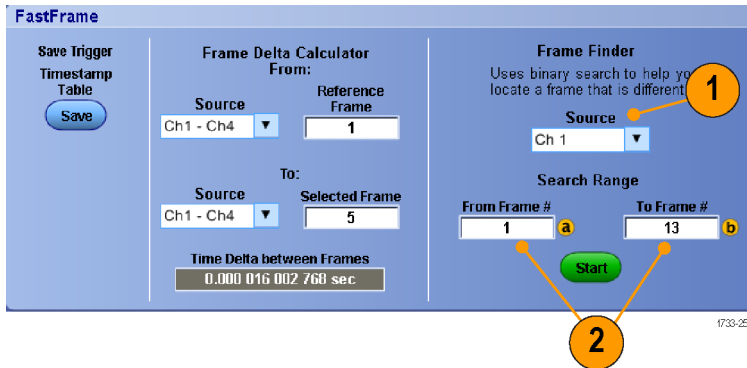 FastFrame
Save Trigger
Timestamp
Table
Save
Frame Delta Calculator
From:
Source
Reference
Frame
Ch1 - Ch4
1
To:
Source
Selected Frame
Ch1 - Ch4
5
Time Delta between Frames
0.000 016 002 768 sec
Frame Finder
Uses binary search to help
locate a frame that is different
1
Source
Ch 1
Search Range
From Frame #
To Frame #
1
a
13
b
Start
2
1733-25